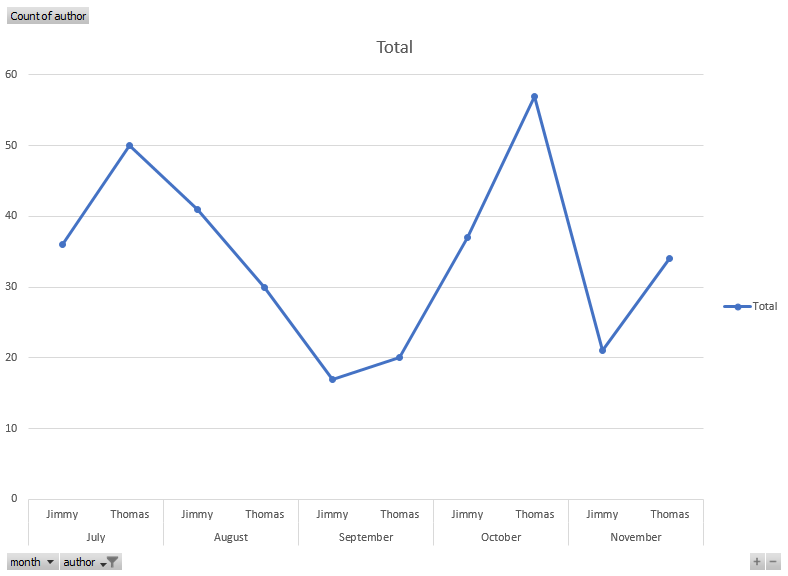 Count of author
Total
60
50
40
30
20
10
0
Total
Jimmy Thomas Jimmy Thomas Jimmy Thomas Jimmy Thomas Jimmy Thomas
July August September October November
month author